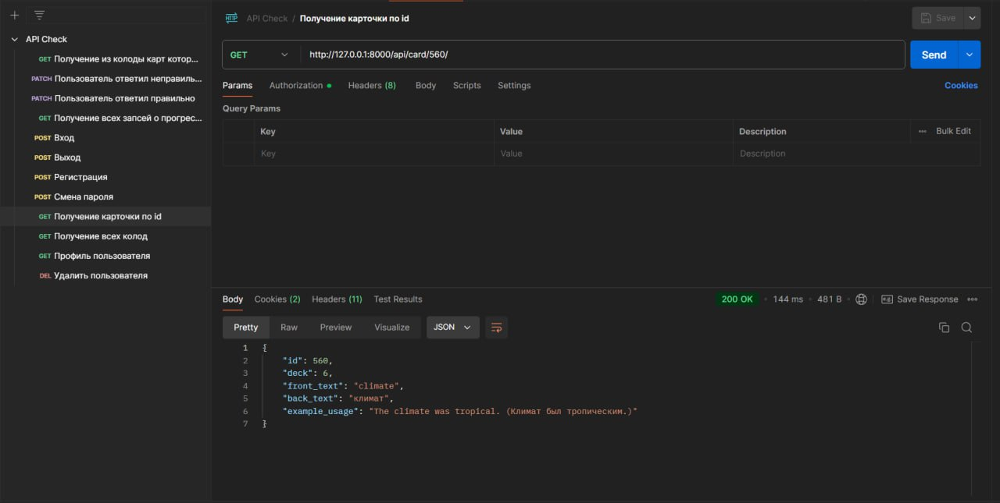 API Check
GET Получение из колоды карт котор...
PATCH Пользователь ответил неправиль...
PATCH Пользователь ответил правильно
GET Получение всех запсей о прогрес...
POST Вход
POST Выход
POST Регистрация
POST Смена пароля
GET Получение карточки по id
GET Получение всех колод
GET Профиль пользователя
DEL Удалить пользователя
HTTP API Check / Получение карточки по id
Save
GET http://127.0.0.1:8000/api/card/560/
Send
Params Authorization Headers (8) Body Scripts Settings Cookies
Query Params
Key Value Description Bulk Edit
Key Value Description
Body Cookies (2) Headers (11) Test Results 200 OK 144 ms 481 B e.g. Save Response
Pretty Raw Preview Visualize JSON
1 {
2 "id": 560,
3 "deck": 6,
4 "front_text": "climate",
5 "back_text": "климат",
6 "example_usage": "The climate was tropical. (Климат был тропическим.)"
7 }